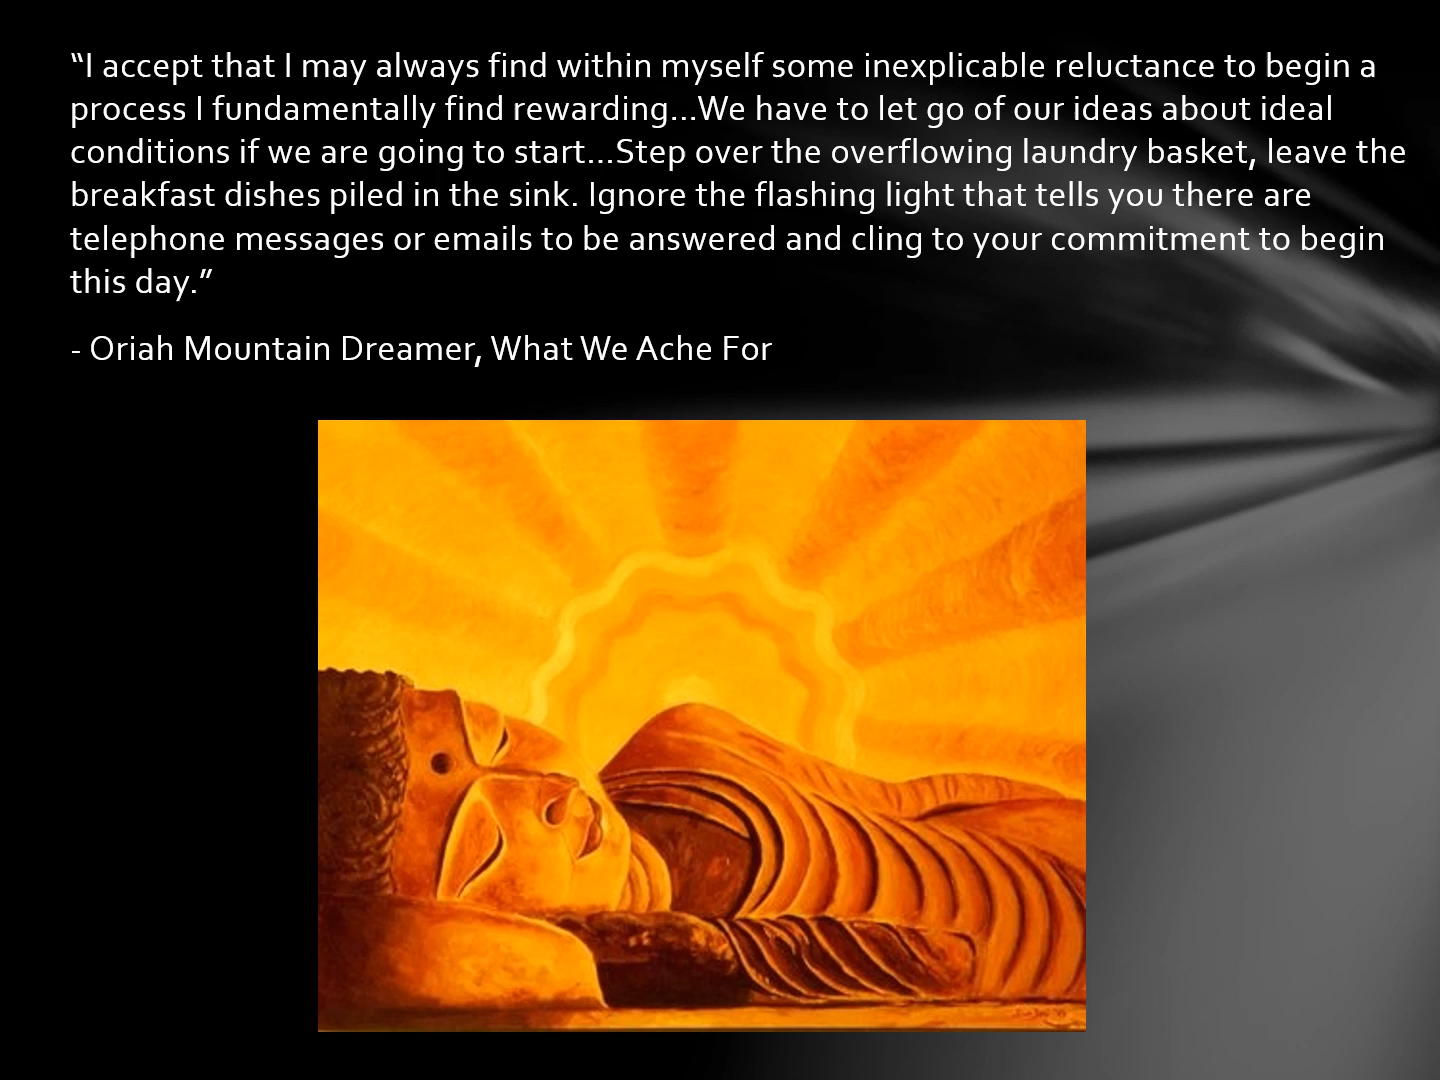 “I accept that I may always find within myself some inexplicable reluctance to begin a
process I fundamentally find rewarding…We have to let go of our ideas about ideal
conditions if we are going to start…Step over the overflowing laundry basket, leave the
breakfast dishes piled in the sink. Ignore the flashing light that tells you there are
telephone messages or emails to be answered and cling to your commitment to begin
this day.”
- Oriah Mountain Dreamer, What We Ache For